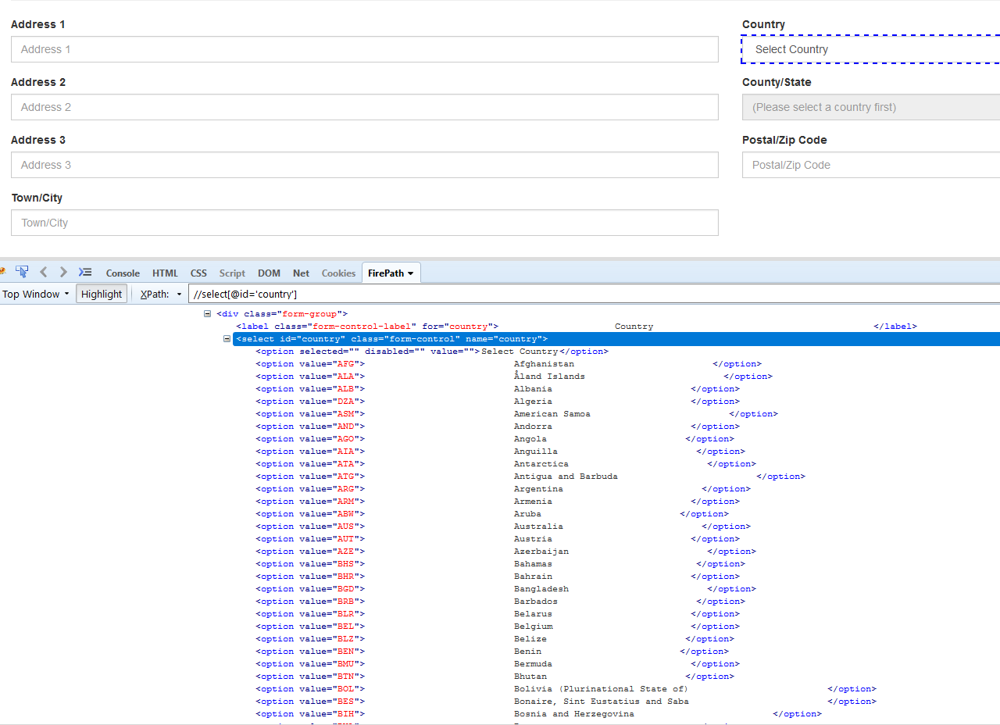 Address 1
Country
Address 1
Select Country
Address 2
County/State
Address 2
(Please select a country first)
Address 3
Postal/Zip Code
Address 3
Postal/Zip Code
Town/City
Town/City
Console HTML CSS Script DOM Net Cookies FirePath
Top Window Highlight XPath: //select[@id='country']
<div class="form-group">
<label class="form-control-label" for="country"> Country </label>
<select id="country" class="form-control" name="country">
<option selected="" disabled="" value="">Select Country</option>
<option value="AFG"> Afghanistan </option>
<option value="ALA"> Åland Islands </option>
<option value="ALB"> Albania </option>
<option value="DZA"> Algeria </option>
<option value="ASM"> American Samoa </option>
<option value="AND"> Andorra </option>
<option value="AGO"> Angola </option>
<option value="AIA"> Anguilla </option>
<option value="ATA"> Antarctica </option>
<option value="ATG"> Antigua and Barbuda </option>
<option value="ARG"> Argentina </option>
<option value="ARM"> Armenia </option>
<option value="ABW"> Aruba </option>
<option value="AUS"> Australia </option>
<option value="AUT"> Austria </option>
<option value="AZE"> Azerbaijan </option>
<option value="BHS"> Bahamas </option>
<option value="BHR"> Bahrain </option>
<option value="BGD"> Bangladesh </option>
<option value="BRB"> Barbados </option>
<option value="BLR"> Belarus </option>
<option value="BEL"> Belgium </option>
<option value="BLZ"> Belize </option>
<option value="BEN"> Benin </option>
<option value="BMU"> Bermuda </option>
<option value="BTN"> Bhutan </option>
<option value="BOL"> Bolivia (Plurinational State of) </option>
<option value="BES"> Bonaire, Sint Eustatius and Saba </option>
<option value="BIH"> Bosnia and Herzegovina </option>